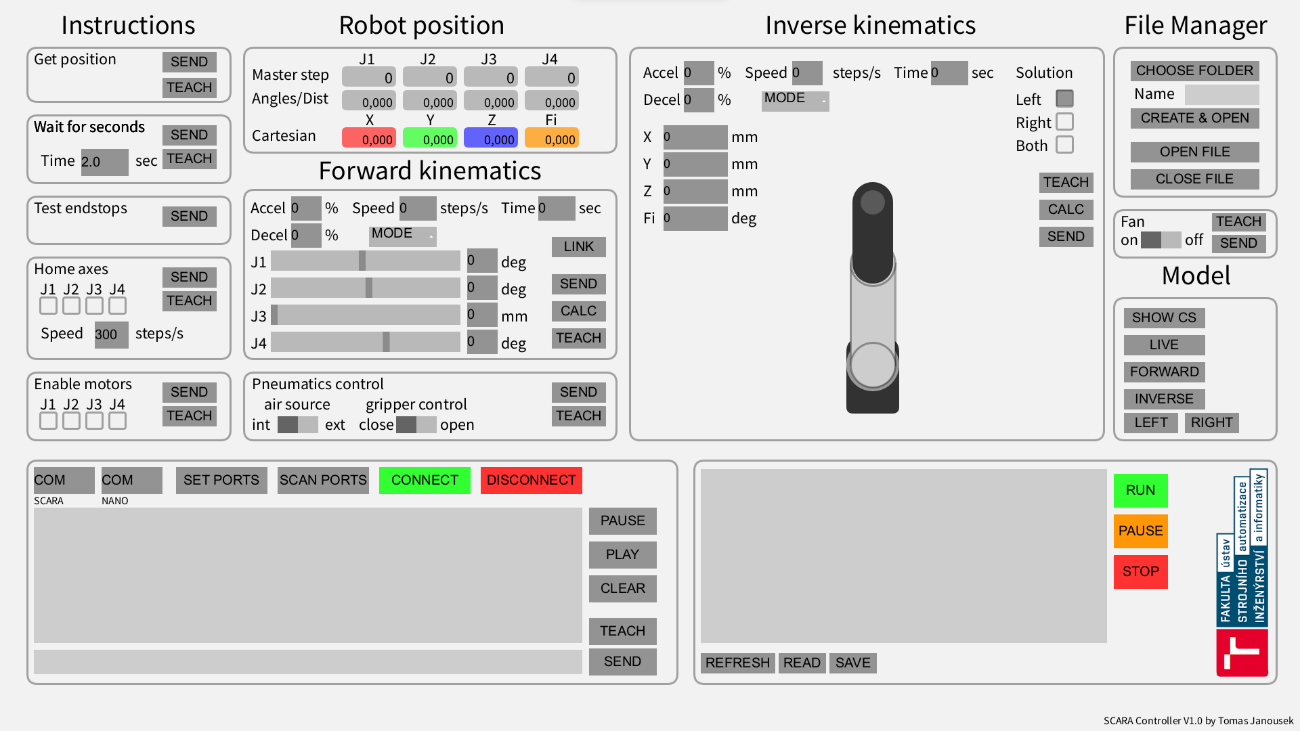 Instructions
Get position
SEND
TEACH
Wait for seconds
SEND
Time 2.0 sec
TEACH
Test endstops
SEND
Home axes
SEND
J1 J2 J3 J4
TEACH
Speed 300 steps/s
Enable motors
SEND
J1 J2 J3 J4
TEACH
Robot position
J1 J2 J3 J4
Master step 0 0 0 0
Angles/Dist 0,000 0,000 0,000 0,000
X Y Z Fi
Cartesian 0,000 0,000 0,000 0,000
Forward kinematics
Accel 0 % Speed 0 steps/s Time 0 sec
Decel 0 % MODE
LINK
J1 0 deg
J2 0 deg
SEND
J3 0 mm
CALC
J4 0 deg
TEACH
Pneumatics control
SEND
air source gripper control
TEACH
int ext close open
Inverse kinematics
Accel 0 % Speed 0 steps/s Time 0 sec
Decel 0 % MODE
X 0 mm
Y 0 mm
Z 0 mm
Fi 0 deg
Solution
Left
Right
Both
TEACH
CALC
SEND
File Manager
CHOOSE FOLDER
Name
CREATE & OPEN
OPEN FILE
CLOSE FILE
Fan
TEACH
on off
SEND
Model
SHOW CS
LIVE
FORWARD
INVERSE
LEFT RIGHT
COM COM SET PORTS SCAN PORTS CONNECT DISCONNECT
SCARA NANO
PAUSE
PLAY
CLEAR
TEACH
SEND
RUN
PAUSE
STOP
REFRESH READ SAVE
FAKULTA ústav
STROJNÍHO automatizace
INŽENÝRSTVÍ a informatiky
SCARA Controller V1.0 by Tomas Janousek